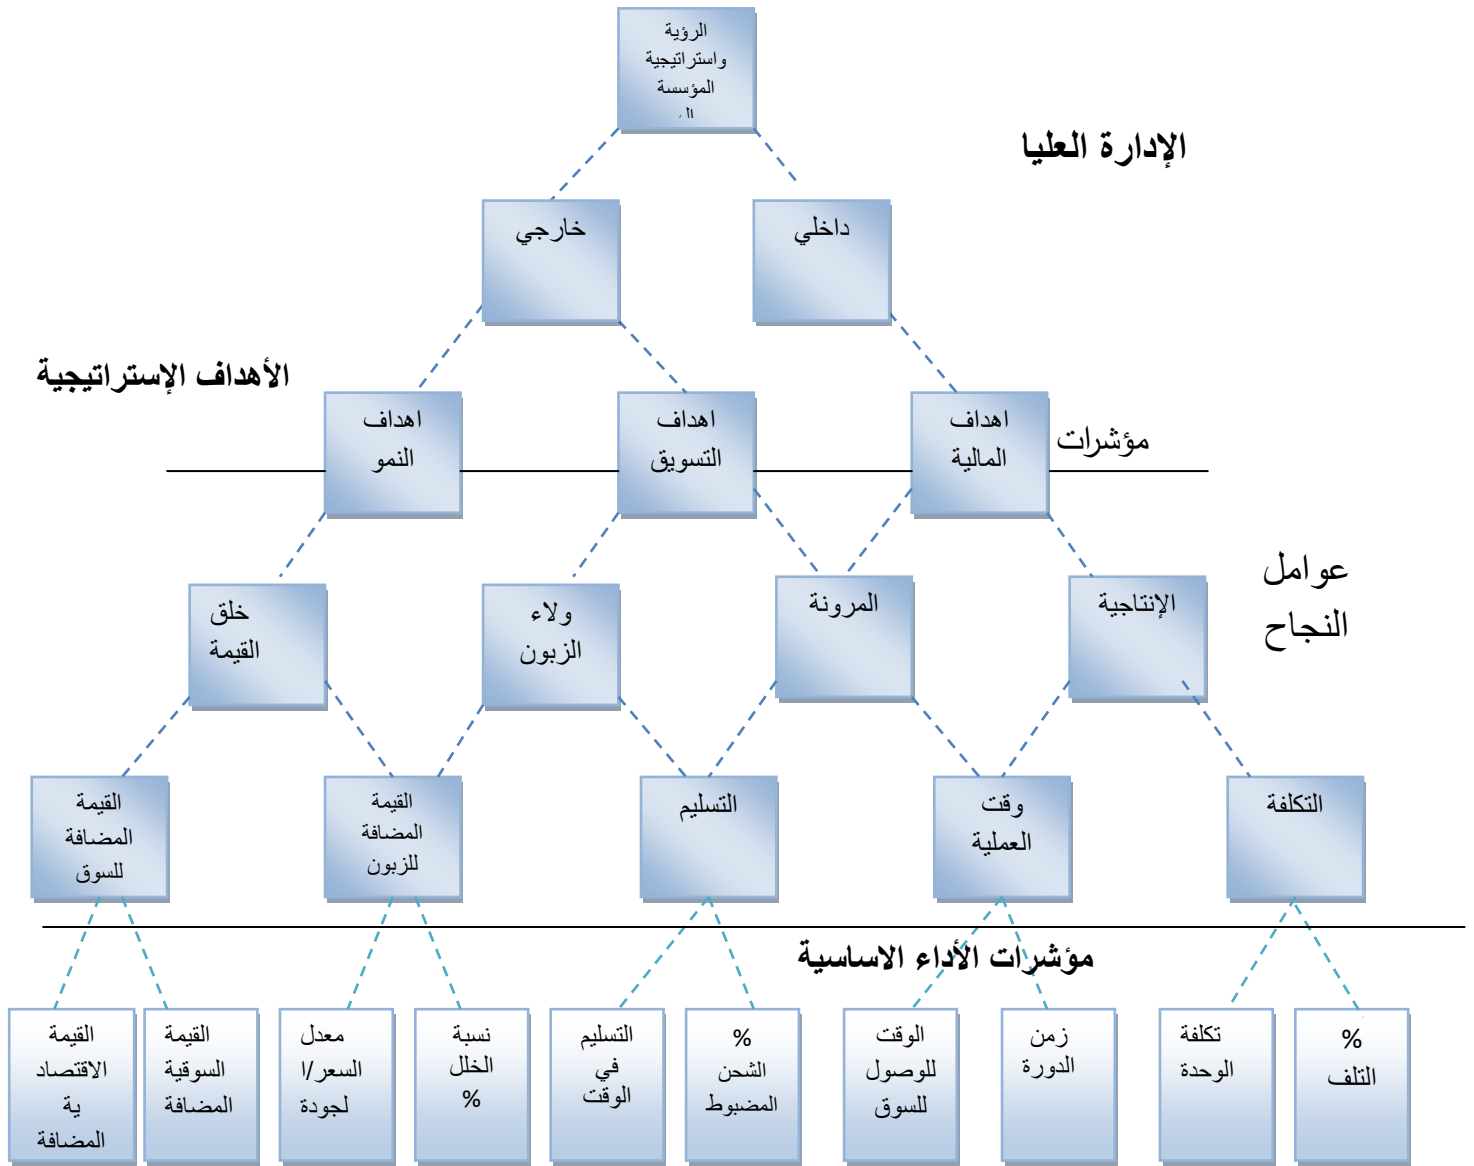 الرؤية
واستراتيجية
المؤسسة
الإدارة العليا
داخلي
خارجي
الأهداف الإستراتيجية
مؤشرات
اهداف
المالية
اهداف
التسويق
اهداف
النمو
عوامل
النجاح
الإنتاجية
المرونة
ولاء
الزبون
خلق
القيمة
التكلفة
وقت
العملية
التسليم
القيمة
المضافة
للزبون
القيمة
المضافة
للسوق
مؤشرات الأداء الاساسية
%
التلف
تكلفة
الوحدة
زمن
الدورة
الوقت
للوصول
للسوق
%
الشحن
المضبوط
التسليم
في
الوقت
نسبة
الخلل
%
معدل
السعر/ا
لجودة
القيمة
السوقية
المضافة
القيمة
الاقتصاد
ية
المضافة